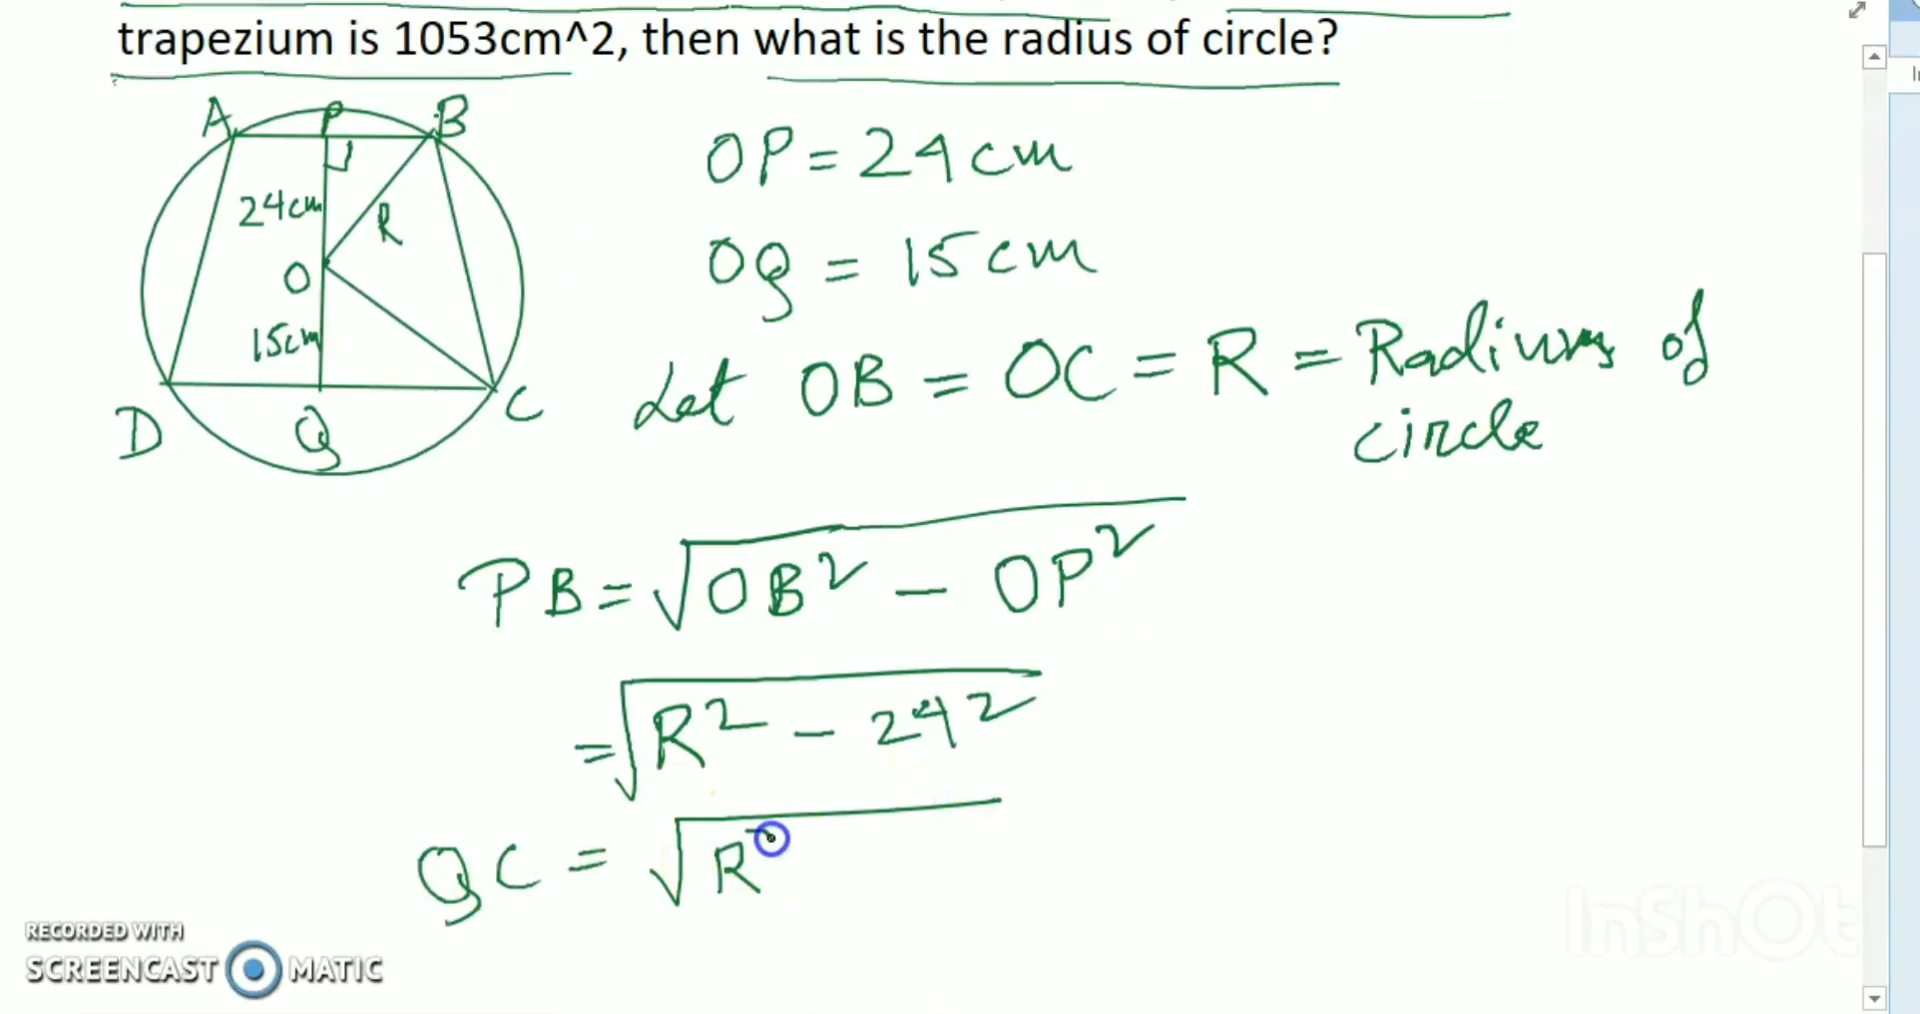 trapezium is 1053cm^2, then what is the radius of circle?
A P B
24cm
R
O
15cm
D Q C
OP = 24 cm
OQ = 15 cm
Let OB = OC = R = Radius of
circle
PB = √OB² - OP²
= √R² - 24²
QC = √R
RECORDED WITH
SCREENCAST MATIC
InShOt